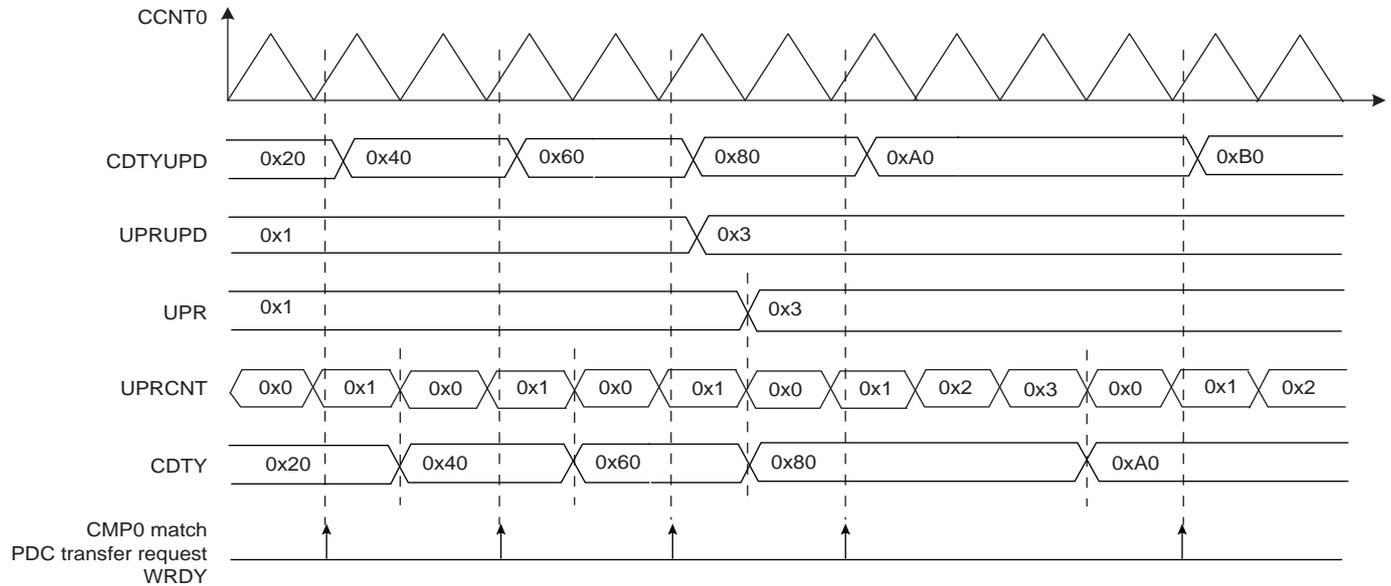 CCNT0
CDTYUPD 0x20 0x40 0x60 0x80 0xA0 0xB0
UPRUPD 0x1 0x3
UPR 0x1 0x3
UPRCNT 0x0 0x1 0x0 0x1 0x0 0x1 0x0 0x1 0x2 0x3 0x0 0x1 0x2
CDTY 0x20 0x40 0x60 0x80 0xA0
CMP0 match
PDC transfer request
WRDY